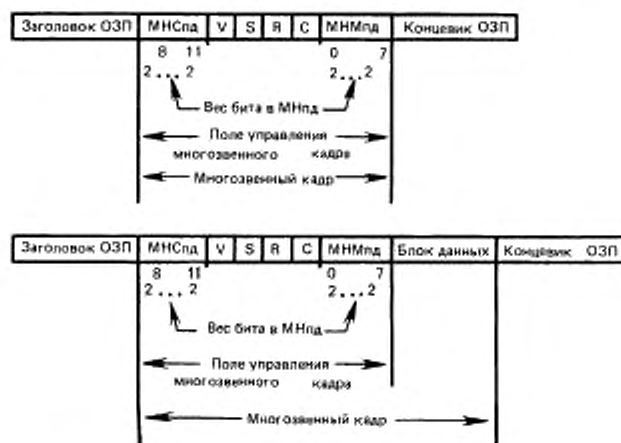 Заголовок ОЗП МНСпд V S R C МНМпд Концевик ОЗП
8 11 0 7
2...2 2...2
Вес бита в МНпд
Поле управления
многозвенного кадра
Многозвенный кадр
Заголовок ОЗП МНСпд V S R C МНМпд Блок данных Концевик ОЗП
8 11 0 7
2...2 2...2
Вес бита в МНпд
Поле управления
многозвенного кадра
Многозвенный кадр